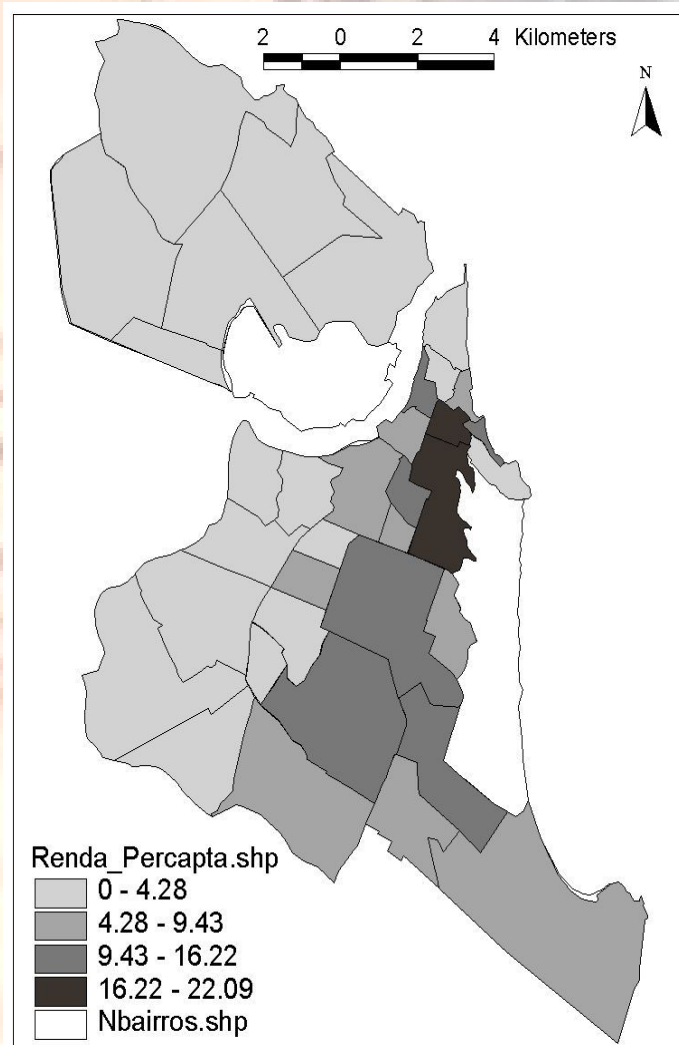 2 0 2 4 Kilometers
N
Renda_Percapta.shp
0 - 4.28
4.28 - 9.43
9.43 - 16.22
16.22 - 22.09
Nbairros.shp